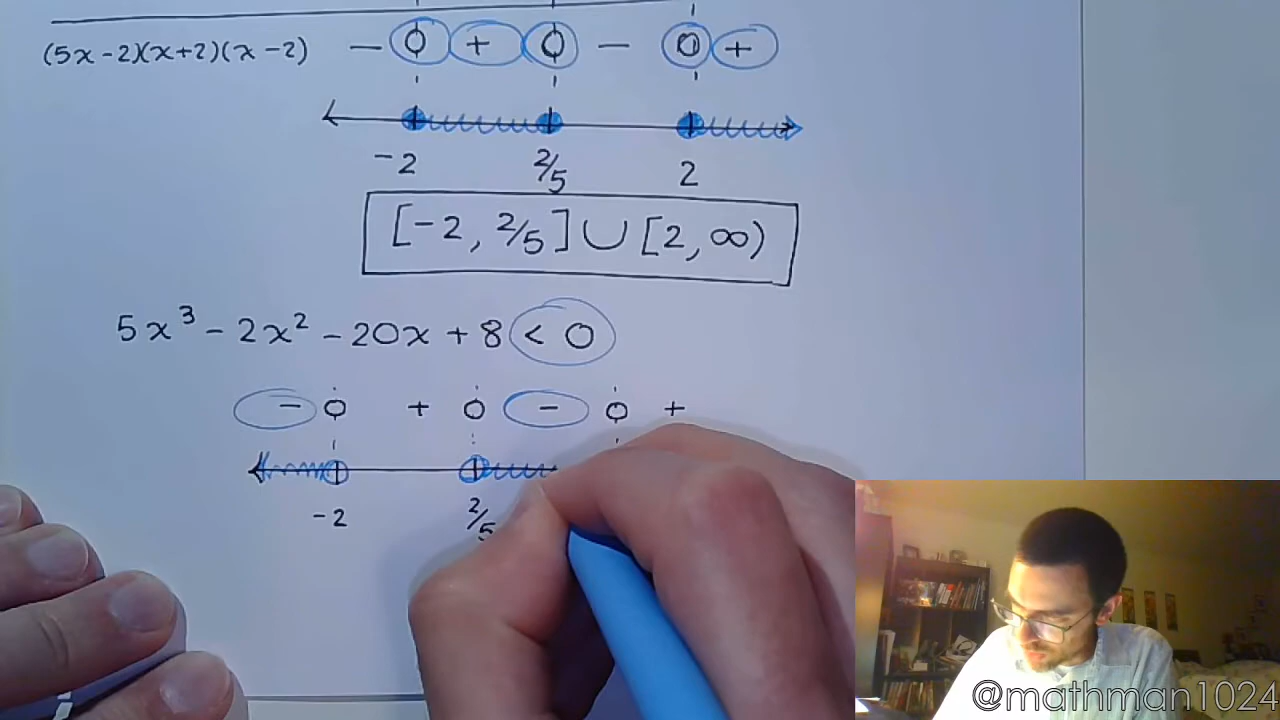 (5x-2)(x+2)(x-2) - 0 + 0 - 0 +
-2 2/5 2
[-2, 2/5] ∪ [2, ∞)
5x³ - 2x² - 20x + 8 < 0
- 0 + 0 - 0 +
-2 2/5
@mathman1024